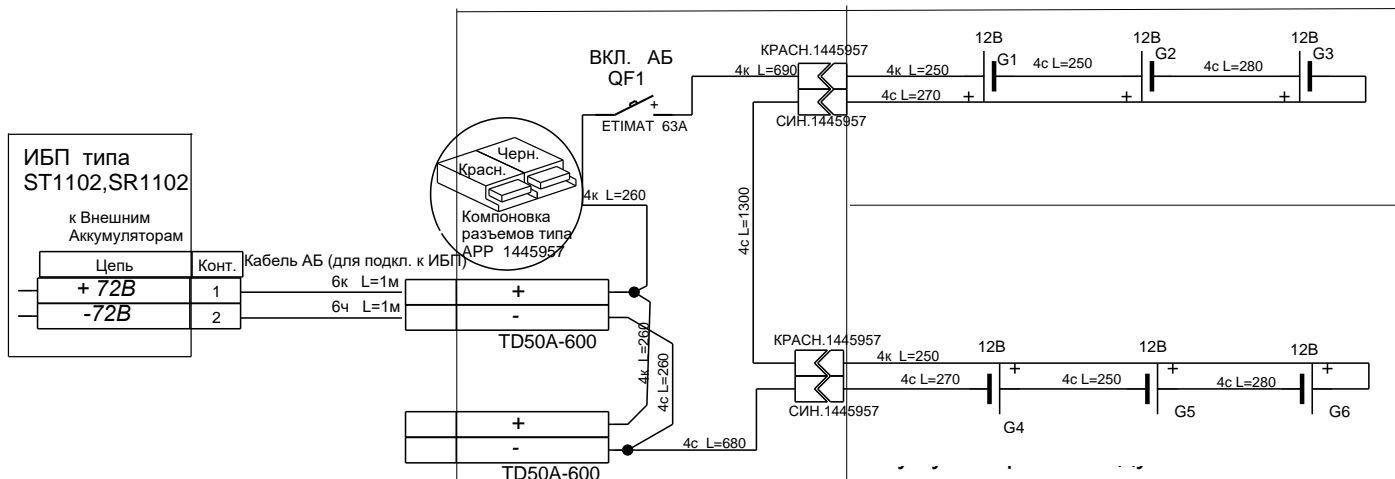 ИБП типа
ST1102,SR1102
к Внешним
Аккумуляторам
Цепь
Конт.
+ 72В
1
-72В
2
Кабель АБ (для подкл. к ИБП)
6к L=1м
6ч L=1м
Черн.
Красн.
Компоновка
разъемов типа
APP 1445957
ВКЛ. АБ
QF1
+
ETIMAT 63А
4к L=260
+
-
TD50A-600
4к L=260
4с L=260
+
-
TD50A-600
4с L=680
4к L=690
КРАСН.1445957
СИН.1445957
4с L=1300
4к L=250
4с L=270
12В
G1
+
4с L=250
12В
G2
+
4с L=280
12В
G3
+
КРАСН.1445957
СИН.1445957
4к L=250
4с L=270
12В
+
G4
4с L=250
12В
+
G5
4с L=280
12В
+
G6